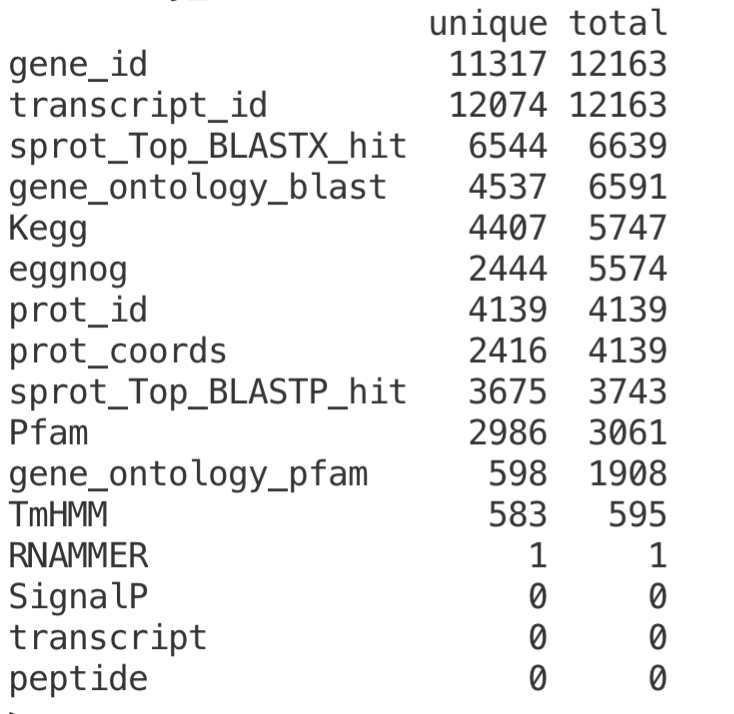 unique total
gene_id 11317 12163
transcript_id 12074 12163
sprot_Top_BLASTX_hit 6544 6639
gene_ontology_blast 4537 6591
Kegg 4407 5747
eggnog 2444 5574
prot_id 4139 4139
prot_coords 2416 4139
sprot_Top_BLASTP_hit 3675 3743
Pfam 2986 3061
gene_ontology_pfam 598 1908
TmHMM 583 595
RNAMMER 1 1
SignalP 0 0
transcript 0 0
peptide 0 0